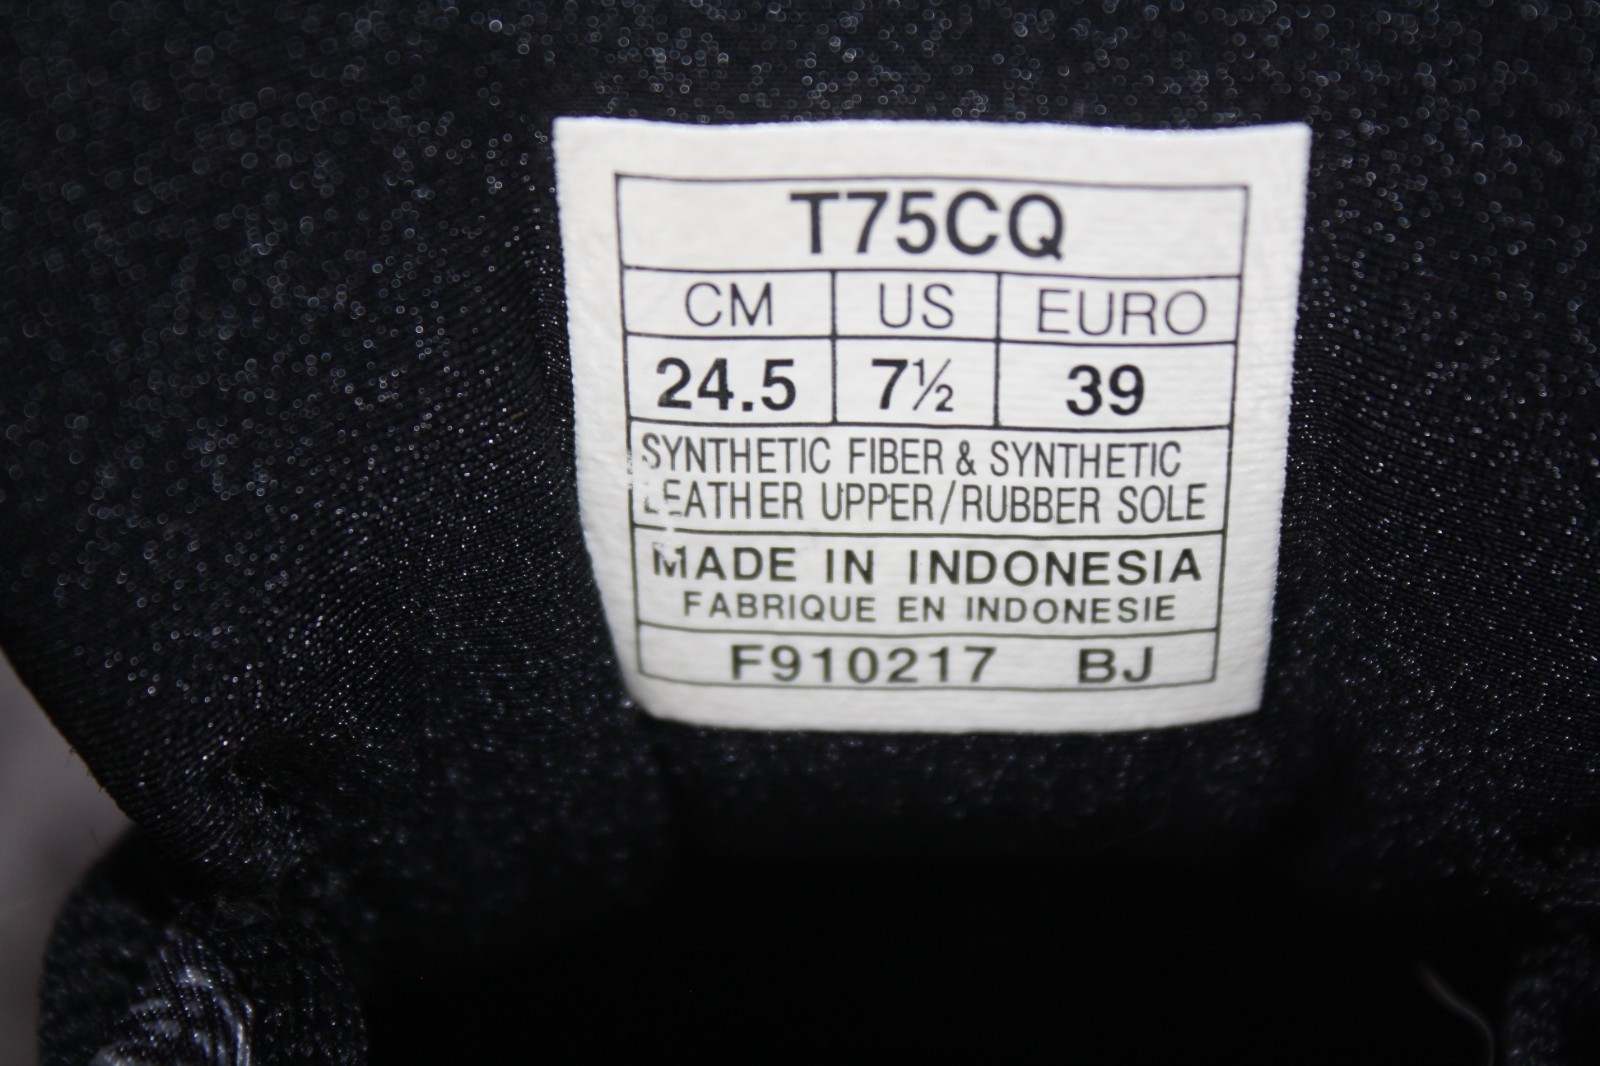 T75CQ
CM US EURO
24.5 7½ 39
SYNTHETIC FIBER & SYNTHETIC
LEATHER UPPER/RUBBER SOLE
MADE IN INDONESIA
FABRIQUE EN INDONESIE
F910217 BJ